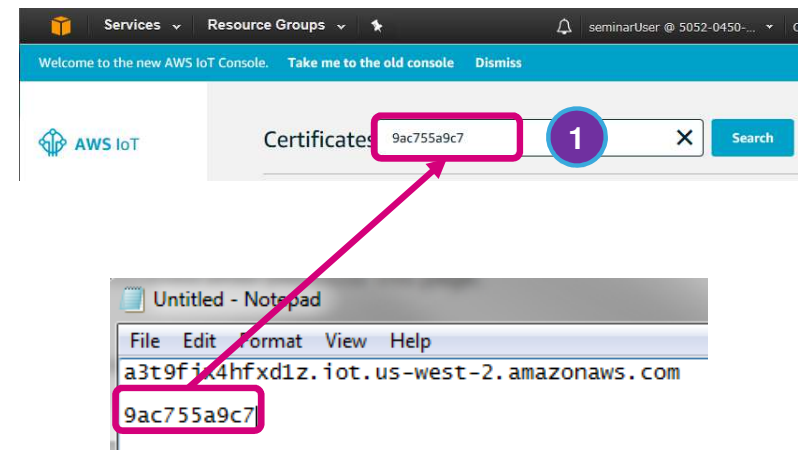 Services Resource Groups seminarUser @ 5052-0450-...
Welcome to the new AWS IoT Console. Take me to the old console Dismiss
AWS IoT
Certificates 9ac755a9c7 1 Search
Untitled - Notepad
File Edit Format View Help
a3t9fjx4hfxd1z.iot.us-west-2.amazonaws.com
9ac755a9c7